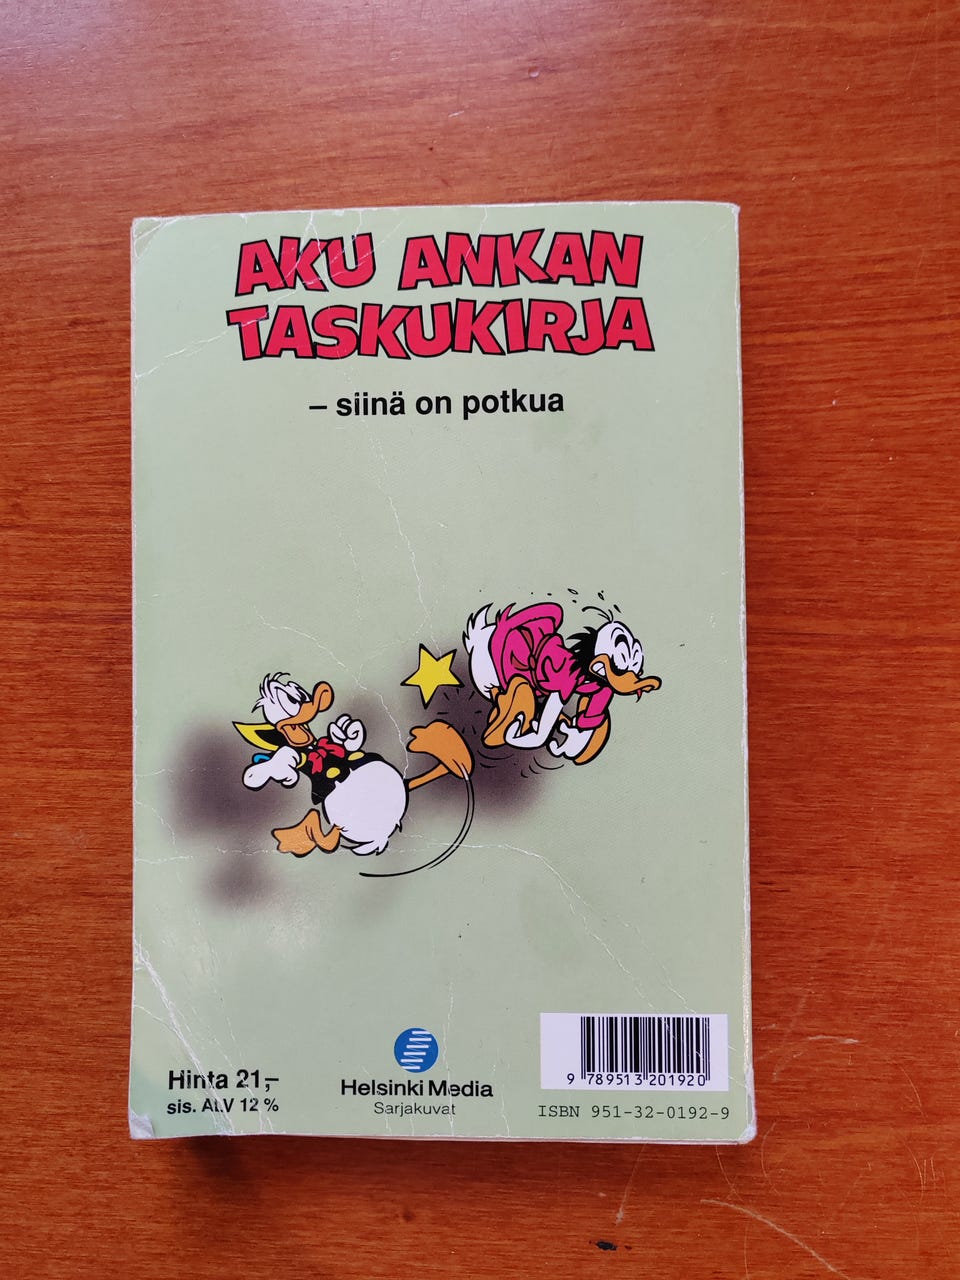 AKU ANKAN
TASKUKIRJA
– siinä on potkua
Hinta 21,–
sis. ALV 12 %
Helsinki Media
Sarjakuvat
9 789513 201920
ISBN 951-32-0192-9